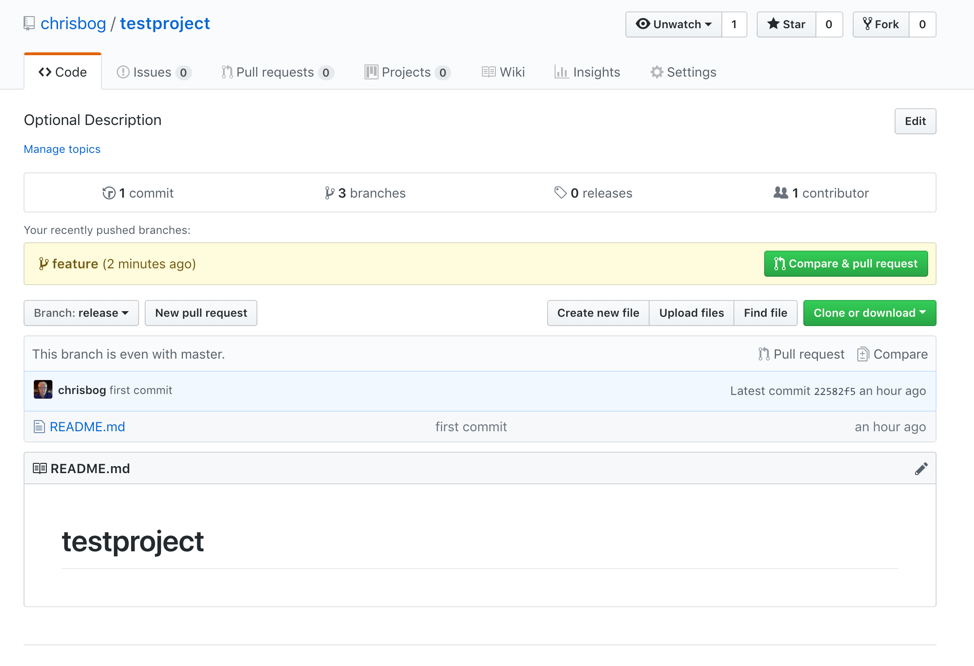 chrisbog / testproject
Unwatch 1 Star 0 Fork 0
Code Issues 0 Pull requests 0 Projects 0 Wiki Insights Settings
Optional Description Edit
Manage topics
1 commit 3 branches 0 releases 1 contributor
Your recently pushed branches:
feature (2 minutes ago) Compare & pull request
Branch: release New pull request Create new file Upload files Find file Clone or download
This branch is even with master. Pull request Compare
chrisbog first commit Latest commit 22582f5 an hour ago
README.md first commit an hour ago
README.md
testproject